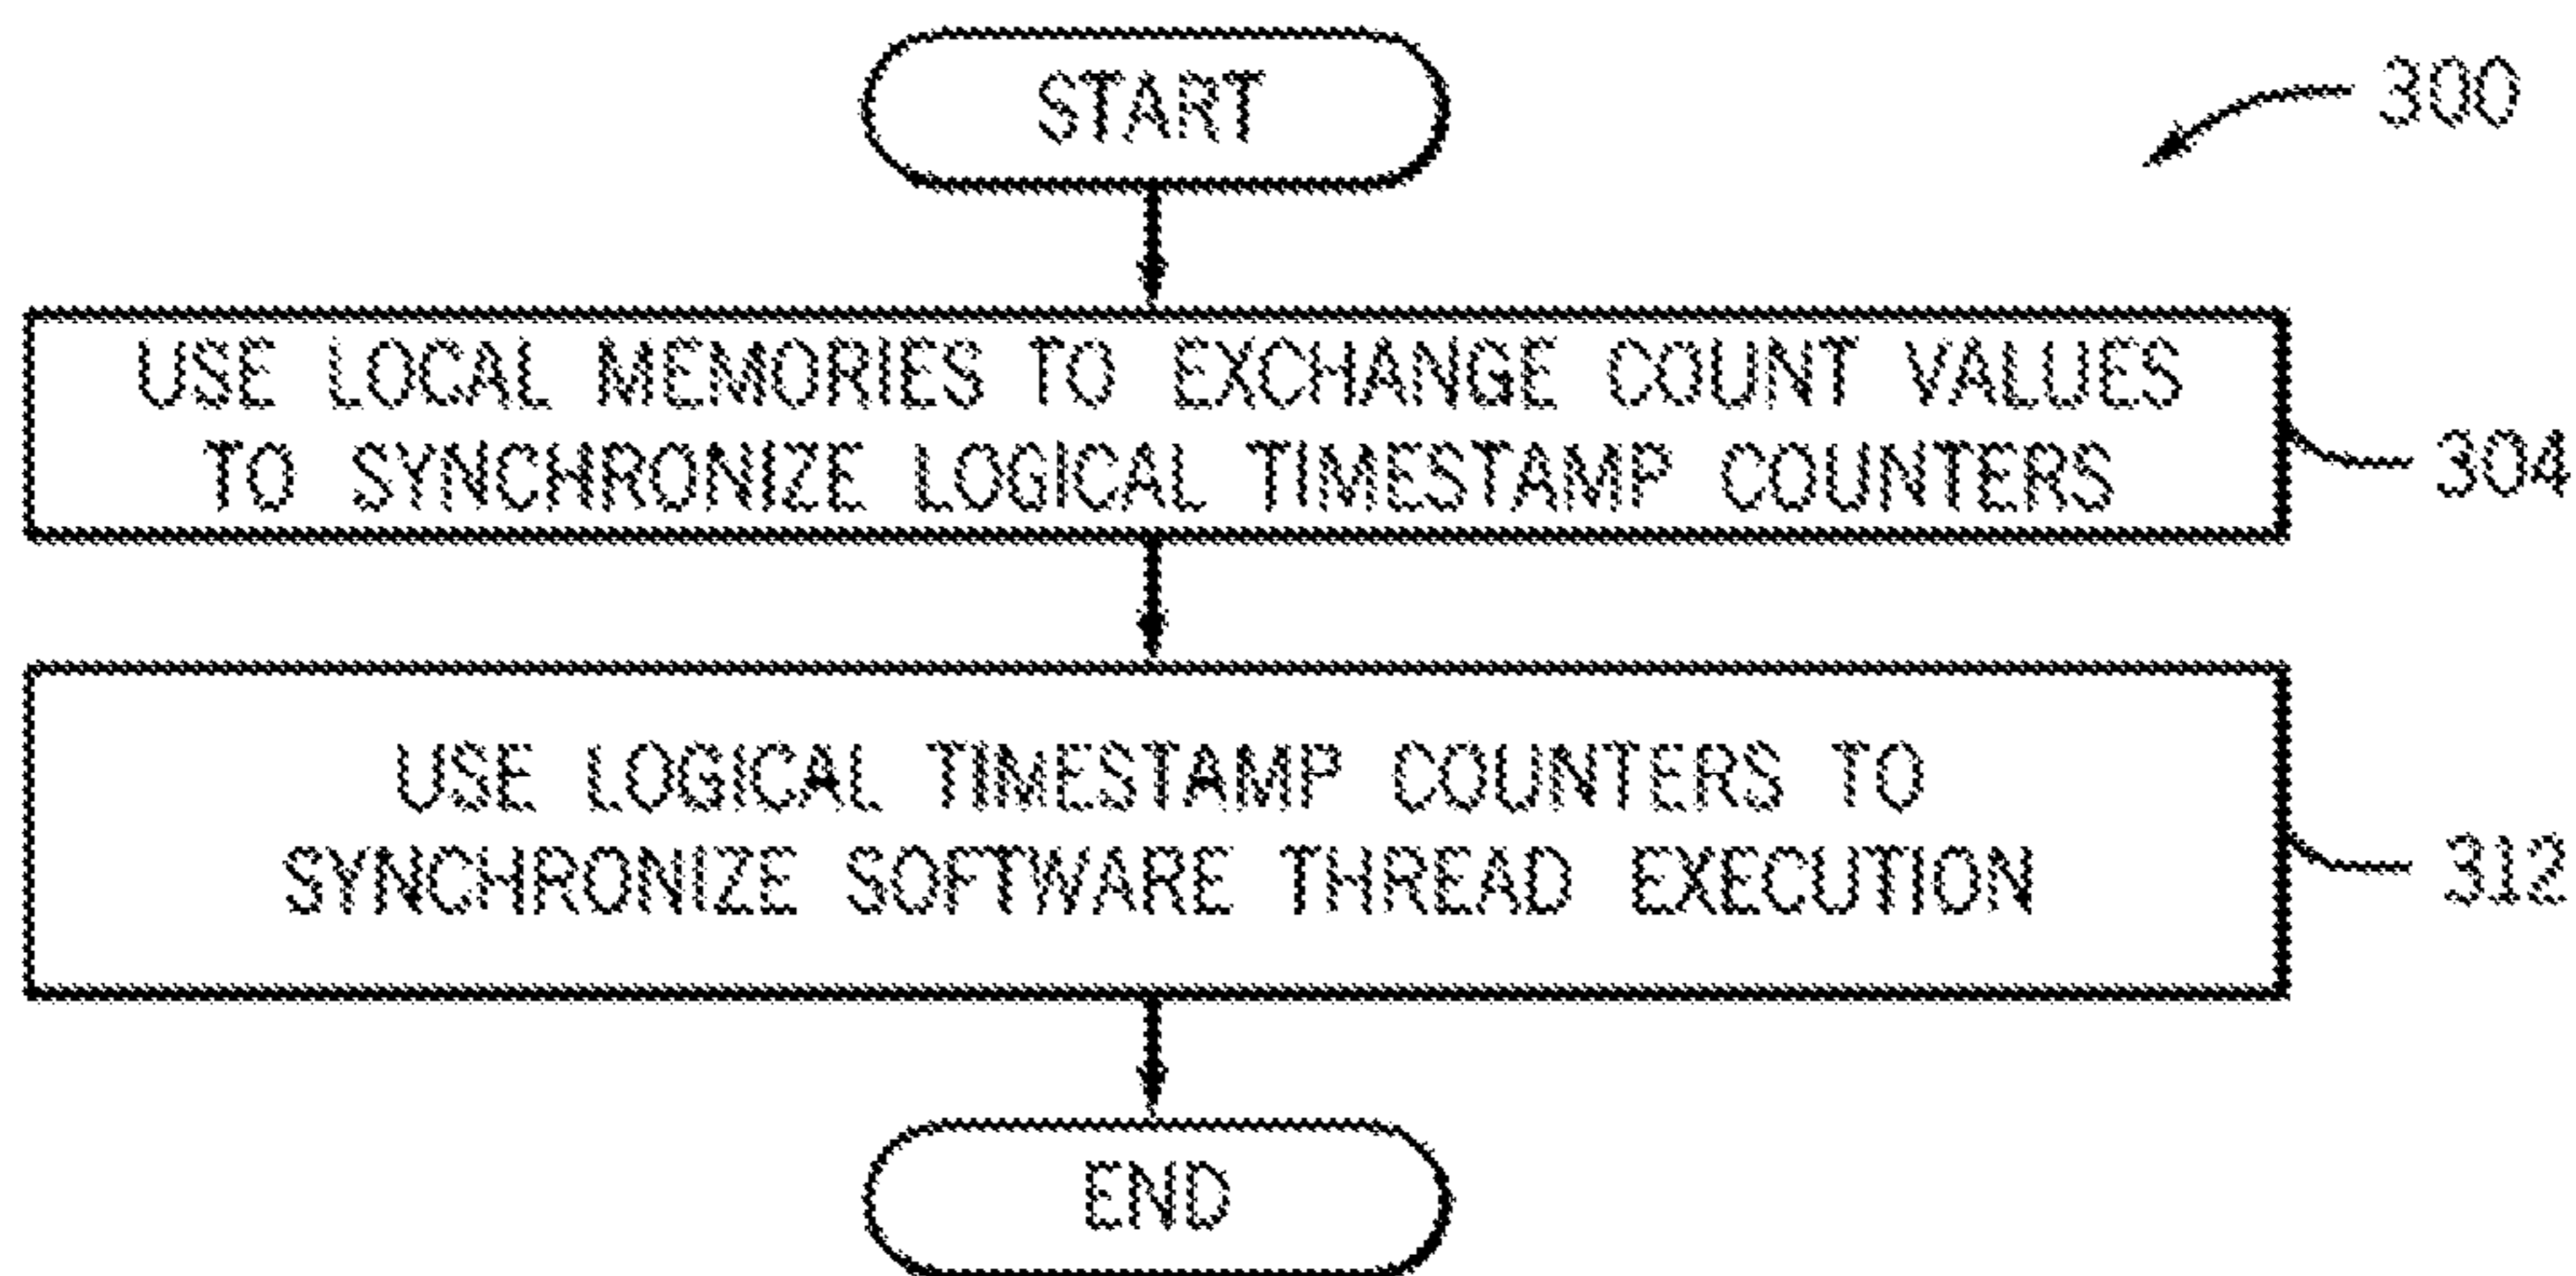 START
300
USE LOCAL MEMORIES TO EXCHANGE COUNT VALUES
TO SYNCHRONIZE LOGICAL TIMESTAMP COUNTERS
304
USE LOGICAL TIMESTAMP COUNTERS TO
SYNCHRONIZE SOFTWARE THREAD EXECUTION
312
END